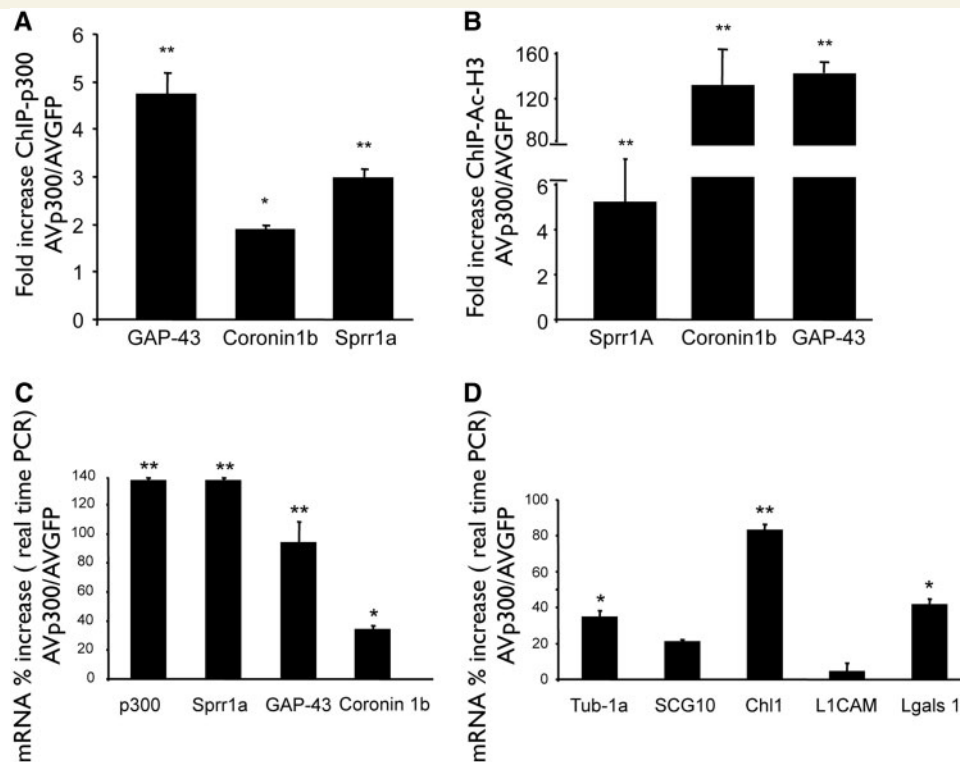 A
Fold increase ChIP-p300
AVp300/AVGFP
6
5
4
3
2
1
0
**
*
**
GAP-43 Coronin1b Sprr1a
B
Fold increase ChIP-Ac-H3
AVp300/AVGFP
160
120
80
6
4
2
0
**
**
**
Sprr1A Coronin1b GAP-43
C
mRNA % increase ( real time PCR)
AVp300/AVGFP
140
120
100
80
60
40
20
0
**
**
**
*
p300 Sprr1a GAP-43 Coronin 1b
D
mRNA % increase ( real time PCR)
AVp300/AVGFP
100
80
60
40
20
0
*
**
*
Tub-1a SCG10 Chl1 L1CAM Lgals 1